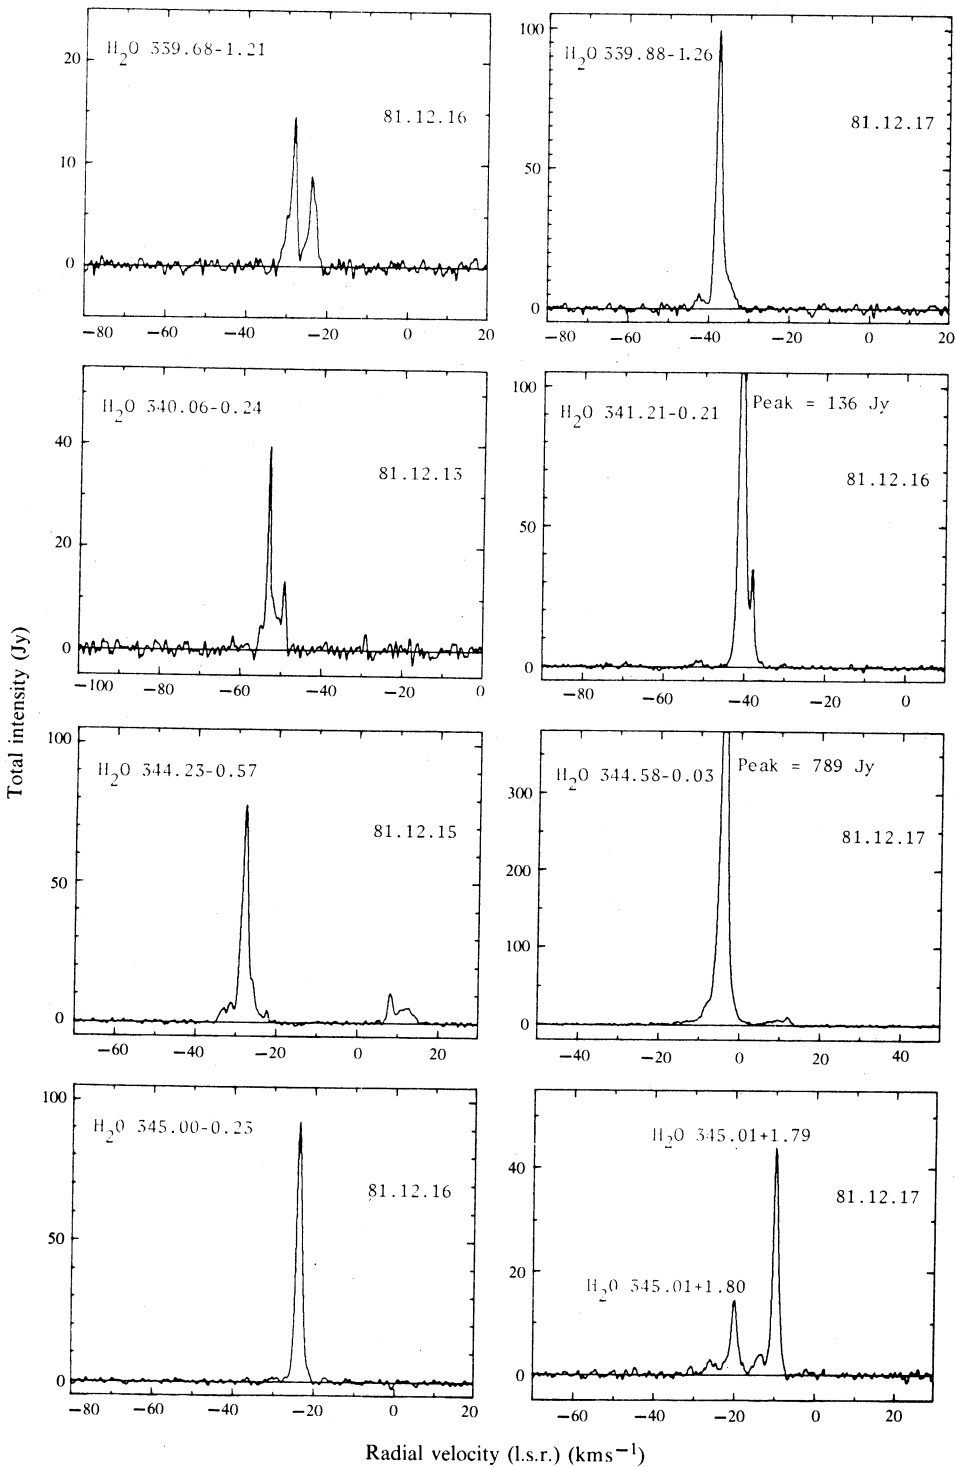 H2O 339.68-1.21
81.12.16
20
10
0
−80 −60 −40 −20 0 20
H2O 339.88-1.26
81.12.17
100
50
0
−80 −60 −40 −20 0 20
H2O 340.06-0.24
81.12.13
40
20
0
−100 −80 −60 −40 −20 0
H2O 341.21-0.21
Peak = 136 Jy
81.12.16
100
50
0
−80 −60 −40 −20 0
H2O 344.23-0.57
81.12.15
100
50
0
−60 −40 −20 0 20
H2O 344.58-0.03
Peak = 789 Jy
81.12.17
300
200
100
0
−40 −20 0 20 40
H2O 345.00-0.23
81.12.16
100
50
0
−80 −60 −40 −20 0 20
H2O 345.01+1.79
81.12.17
H2O 345.01+1.80
40
20
0
−60 −40 −20 0 20
Total intensity (Jy)
Radial velocity (l.s.r.) (kms−1)